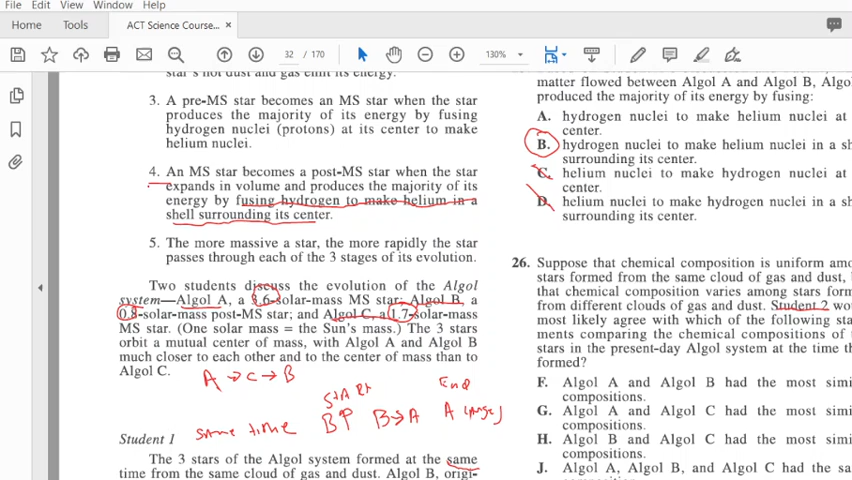 File Edit View Window Help
Home Tools ACT Science Course... ×
32 / 170 130%
star's hot dust and gas emit its energy.
3. A pre-MS star becomes an MS star when the star
produces the majority of its energy by fusing
hydrogen nuclei (protons) at its center to make
helium nuclei.
4. An MS star becomes a post-MS star when the star
expands in volume and produces the majority of its
energy by fusing hydrogen to make helium in a
shell surrounding its center.
5. The more massive a star, the more rapidly the star
passes through each of the 3 stages of its evolution.
Two students discuss the evolution of the Algol
system—Algol A, a 3.6-solar-mass MS star; Algol B, a
0.8-solar-mass post-MS star; and Algol C, a 1.7-solar-mass
MS star. (One solar mass = the Sun's mass.) The 3 stars
orbit a mutual center of mass, with Algol A and Algol B
much closer to each other and to the center of mass than to
Algol C.
A → C → B
START End
same time B↑ B→A A
Student 1
The 3 stars of the Algol system formed at the same
time from the same cloud of gas and dust. Algol B, origi-
matter flowed between Algol A and Algol B, Algo
produced the majority of its energy by fusing:
A. hydrogen nuclei to make helium nuclei at
center.
B. hydrogen nuclei to make helium nuclei in a sh
surrounding its center.
C. helium nuclei to make hydrogen nuclei at
center.
D. helium nuclei to make hydrogen nuclei in a sh
surrounding its center.
26. Suppose that chemical composition is uniform amo
stars formed from the same cloud of gas and dust,
that chemical composition varies among stars form
from different clouds of gas and dust. Student 2 wo
most likely agree with which of the following sta
ments comparing the chemical compositions of
stars in the present-day Algol system at the time th
formed?
F. Algol A and Algol B had the most simi
compositions.
G. Algol A and Algol C had the most simi
compositions.
H. Algol B and Algol C had the most simi
compositions.
J. Algol A, Algol B, and Algol C had the sa